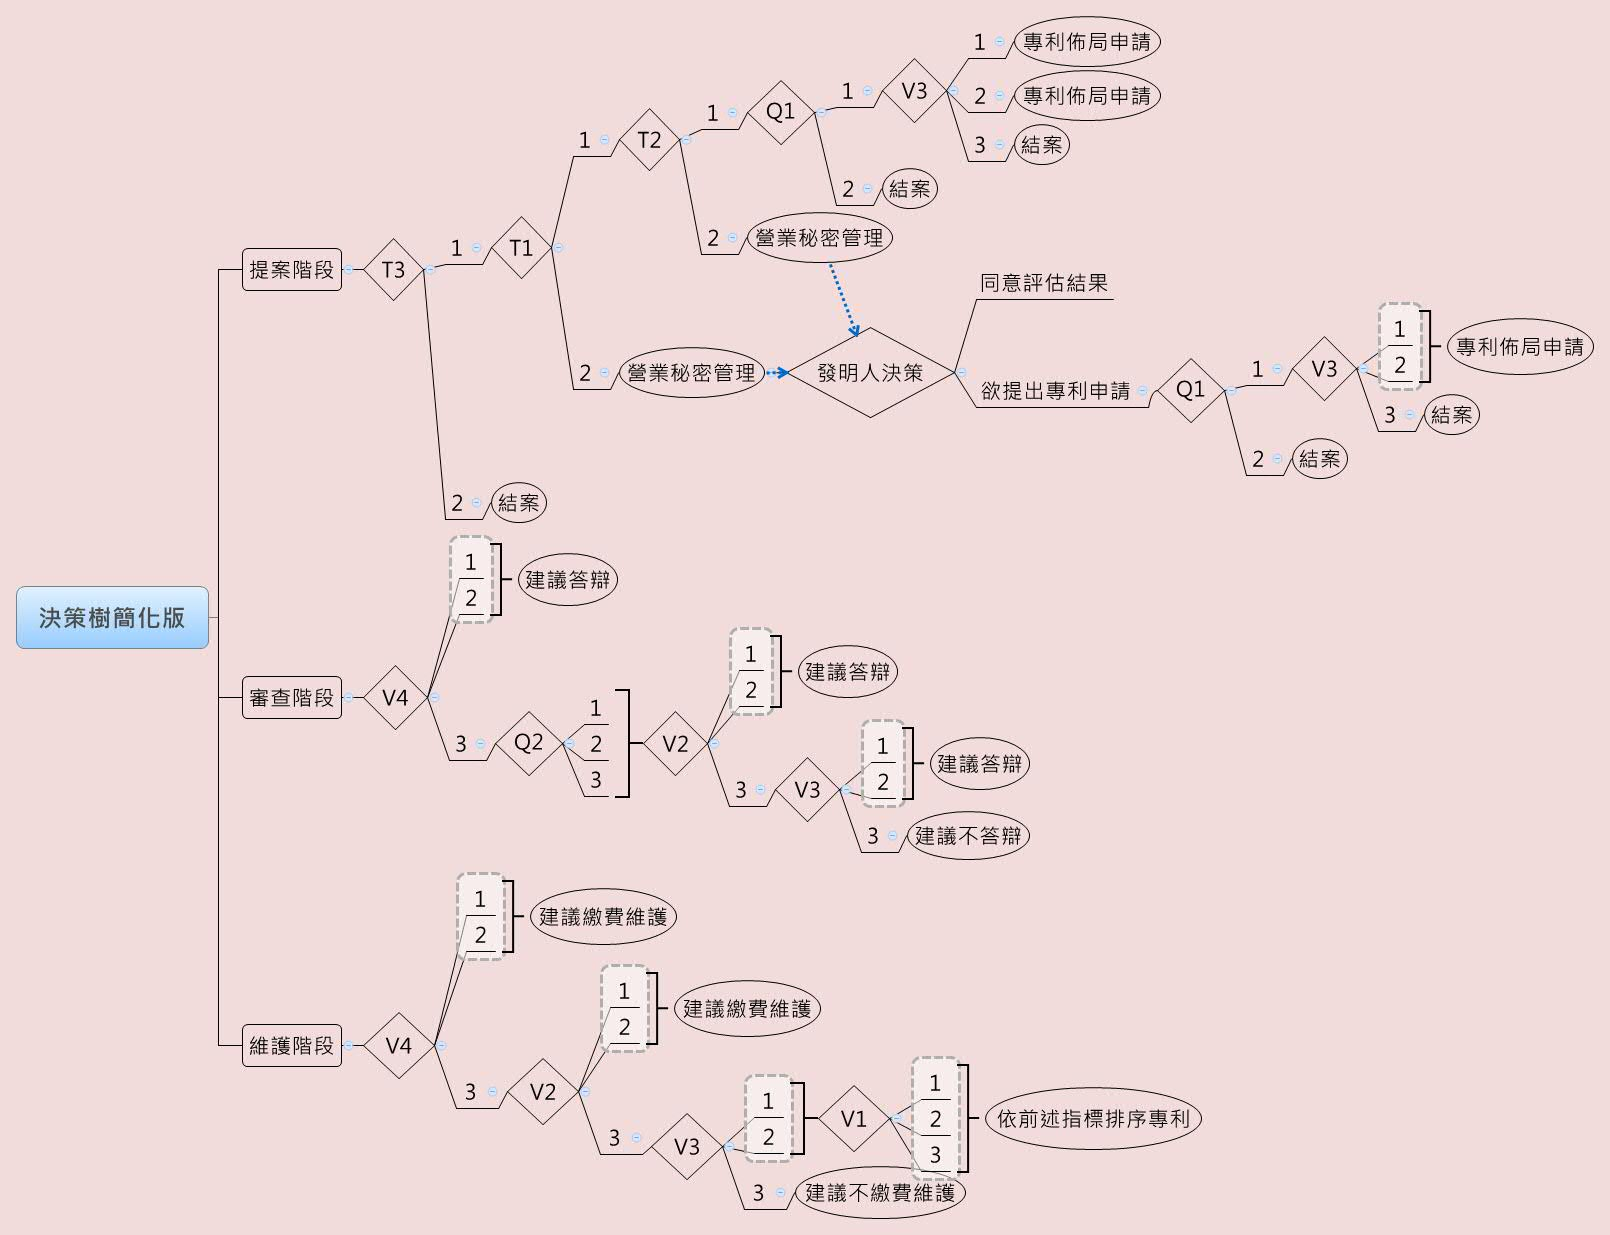 決策樹簡化版
提案階段
T3
1
T1
1
T2
1
Q1
1
V3
1
專利佈局申請
2
專利佈局申請
3
結案
2
結案
2
營業秘密管理
2
營業秘密管理
發明人決策
同意評估結果
欲提出專利申請
Q1
1
V3
1
2
專利佈局申請
3
結案
2
結案
2
結案
審查階段
V4
1
2
建議答辯
3
Q2
1
2
3
V2
1
2
建議答辯
3
V3
1
2
建議答辯
3
建議不答辯
維護階段
V4
1
2
建議繳費維護
3
V2
1
2
建議繳費維護
3
V3
1
2
V1
1
2
3
依前述指標排序專利
3
建議不繳費維護